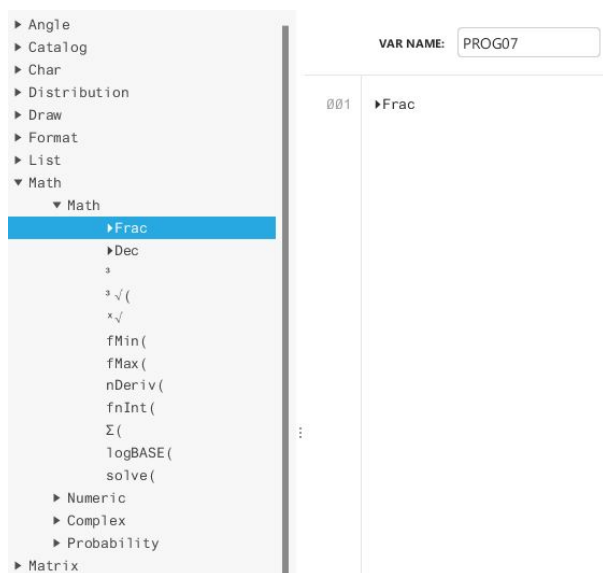 ▶ Angle
▶ Catalog
▶ Char
▶ Distribution
▶ Draw
▶ Format
▶ List
▼ Math
▼ Math
▶Frac
▶Dec
³
³√(
ˣ√
fMin(
fMax(
nDeriv(
fnInt(
Σ(
logBASE(
solve(
▶ Numeric
▶ Complex
▶ Probability
▶ Matrix
VAR NAME: PROG07
001 ▶Frac